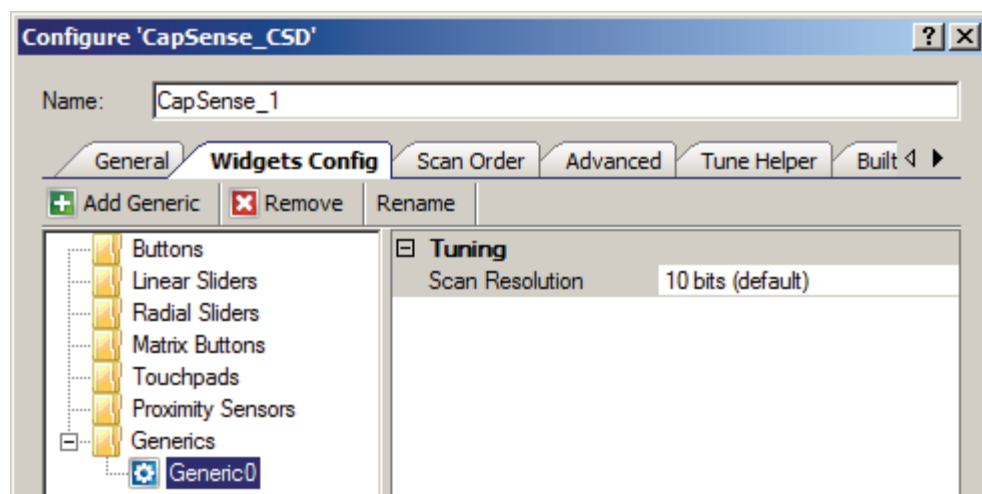 Configure 'CapSense_CSD'
Name: CapSense_1
General Widgets Config Scan Order Advanced Tune Helper Built
Add Generic Remove Rename
Buttons
Linear Sliders
Radial Sliders
Matrix Buttons
Touchpads
Proximity Sensors
Generics
Generic0
Tuning
Scan Resolution 10 bits (default)